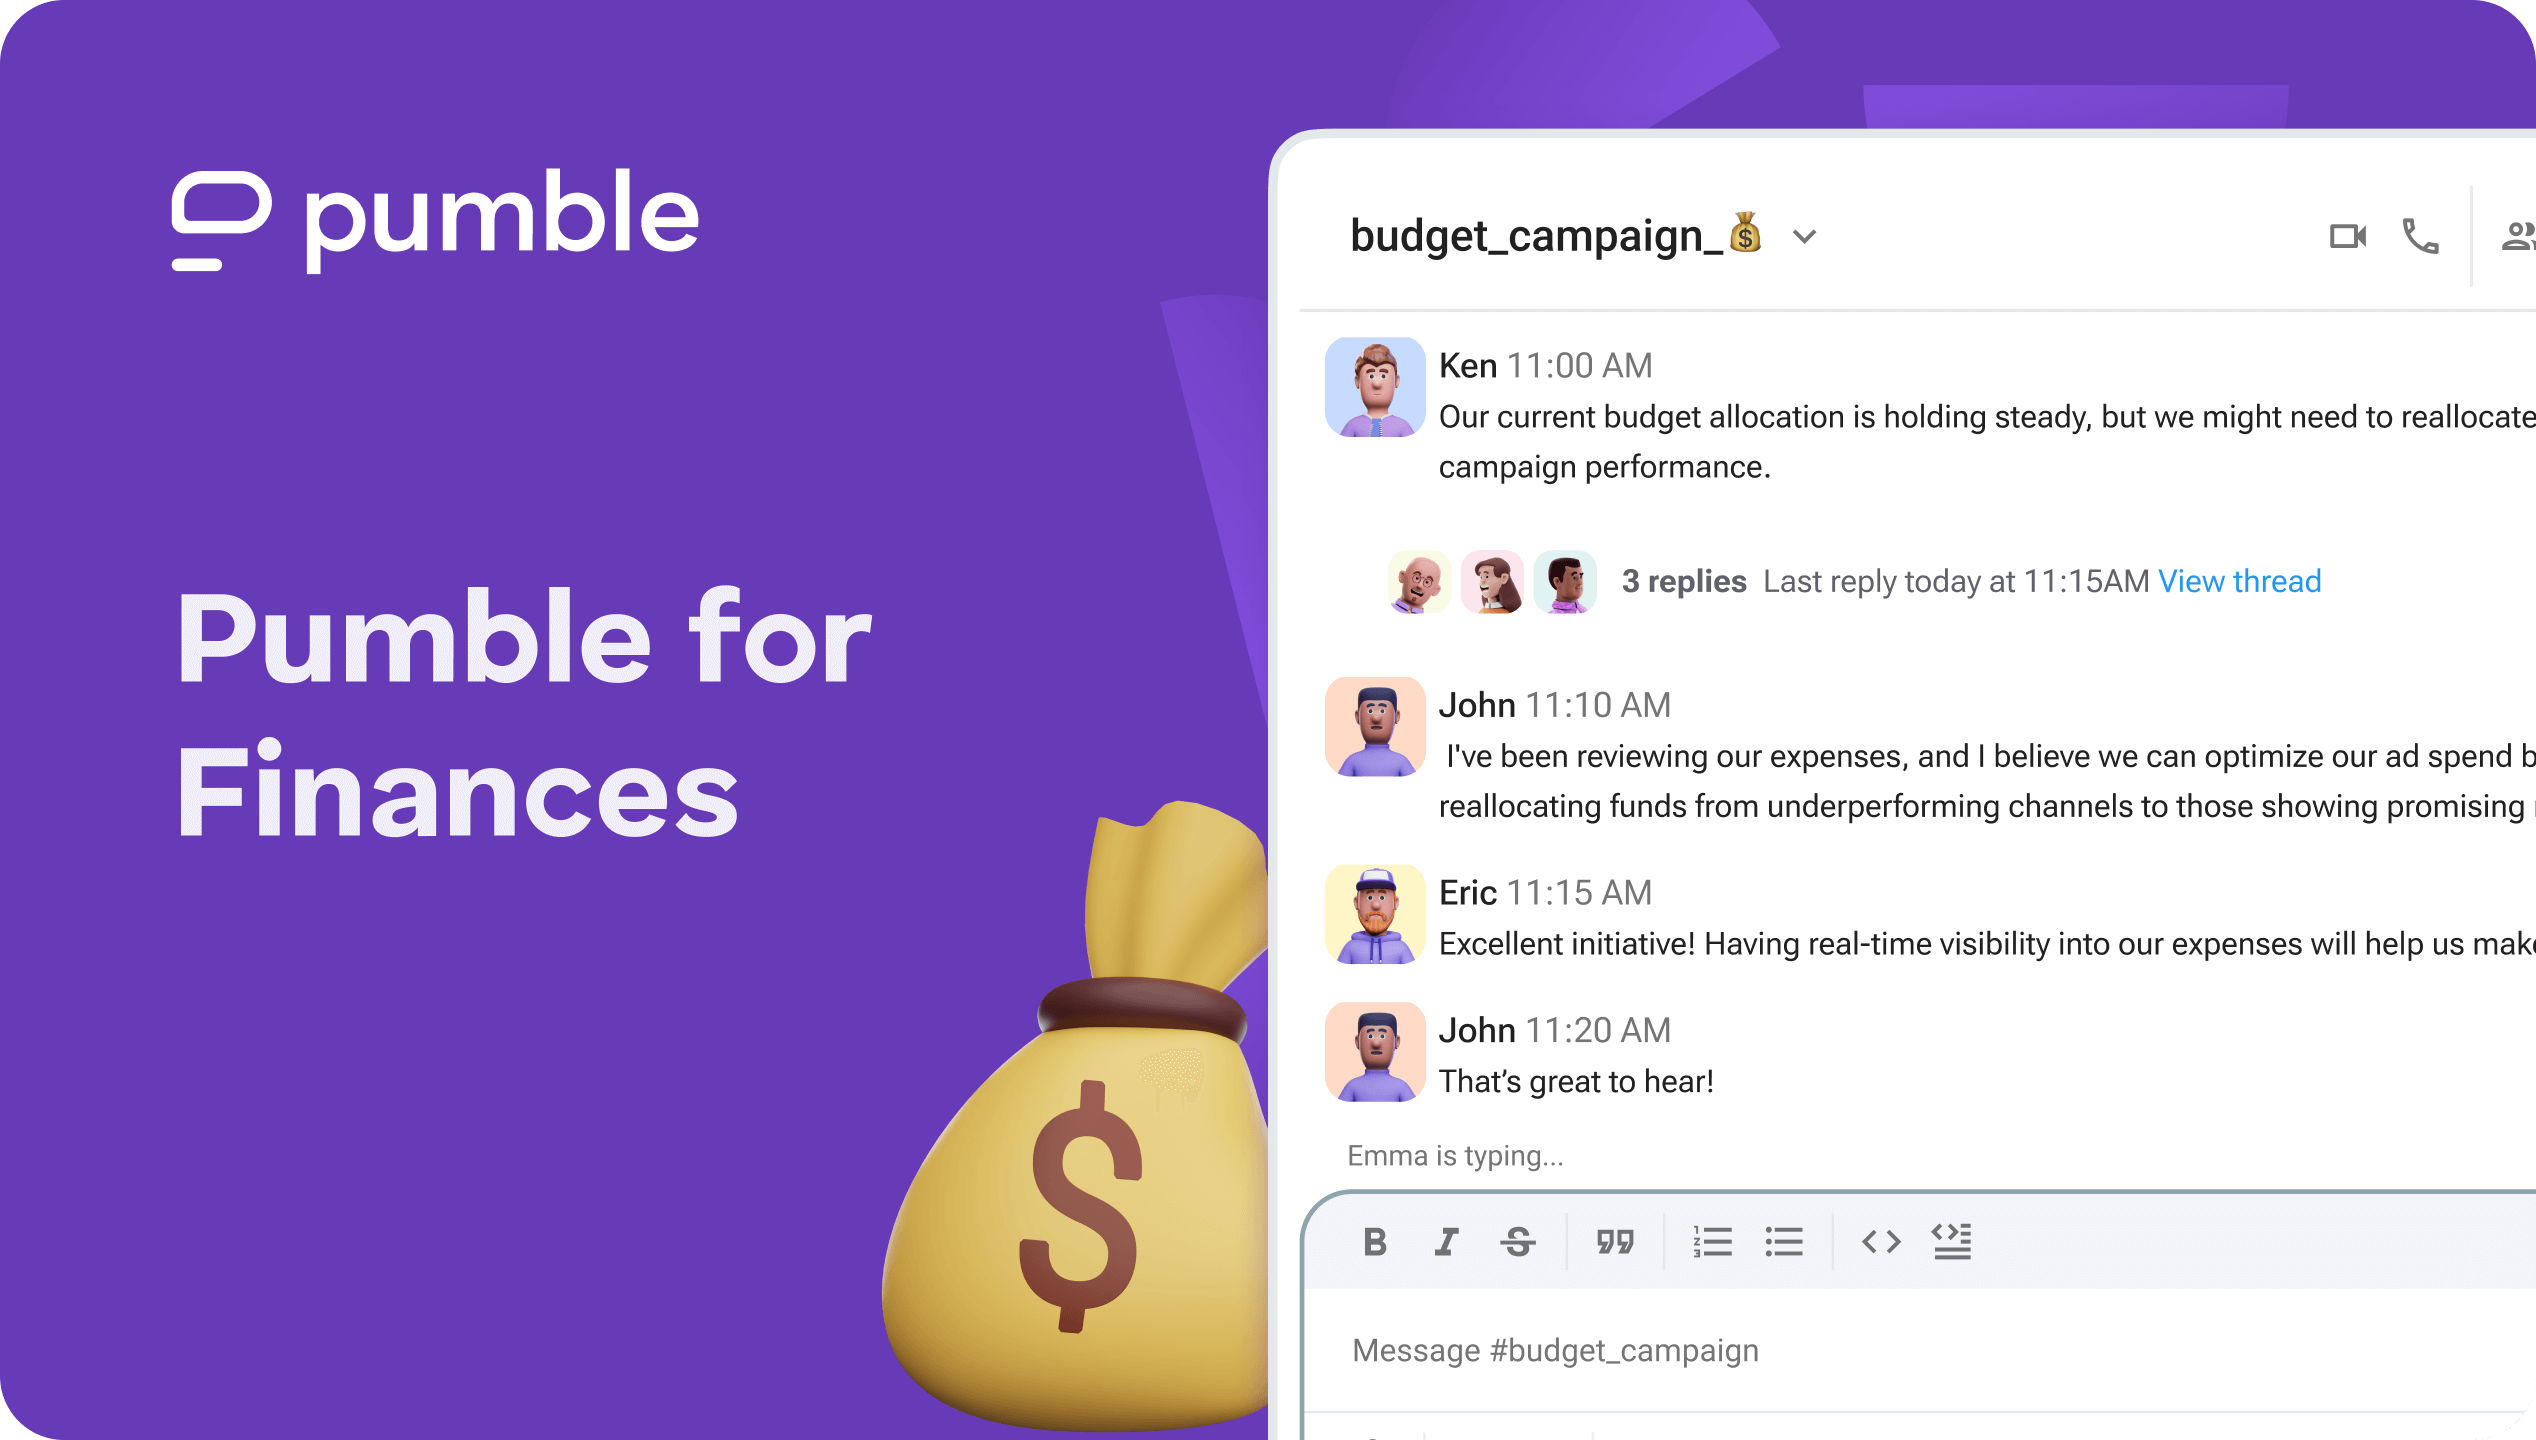 pumble
Pumble for
Finances
budget_campaign_💰
Ken 11:00 AM
Our current budget allocation is holding steady, but we might need to reallocate
campaign performance.
3 replies Last reply today at 11:15AM View thread
John 11:10 AM
I've been reviewing our expenses, and I believe we can optimize our ad spend
reallocating funds from underperforming channels to those showing promising
Eric 11:15 AM
Excellent initiative! Having real-time visibility into our expenses will help us
John 11:20 AM
That’s great to hear!
Emma is typing...
Message #budget_campaign
$